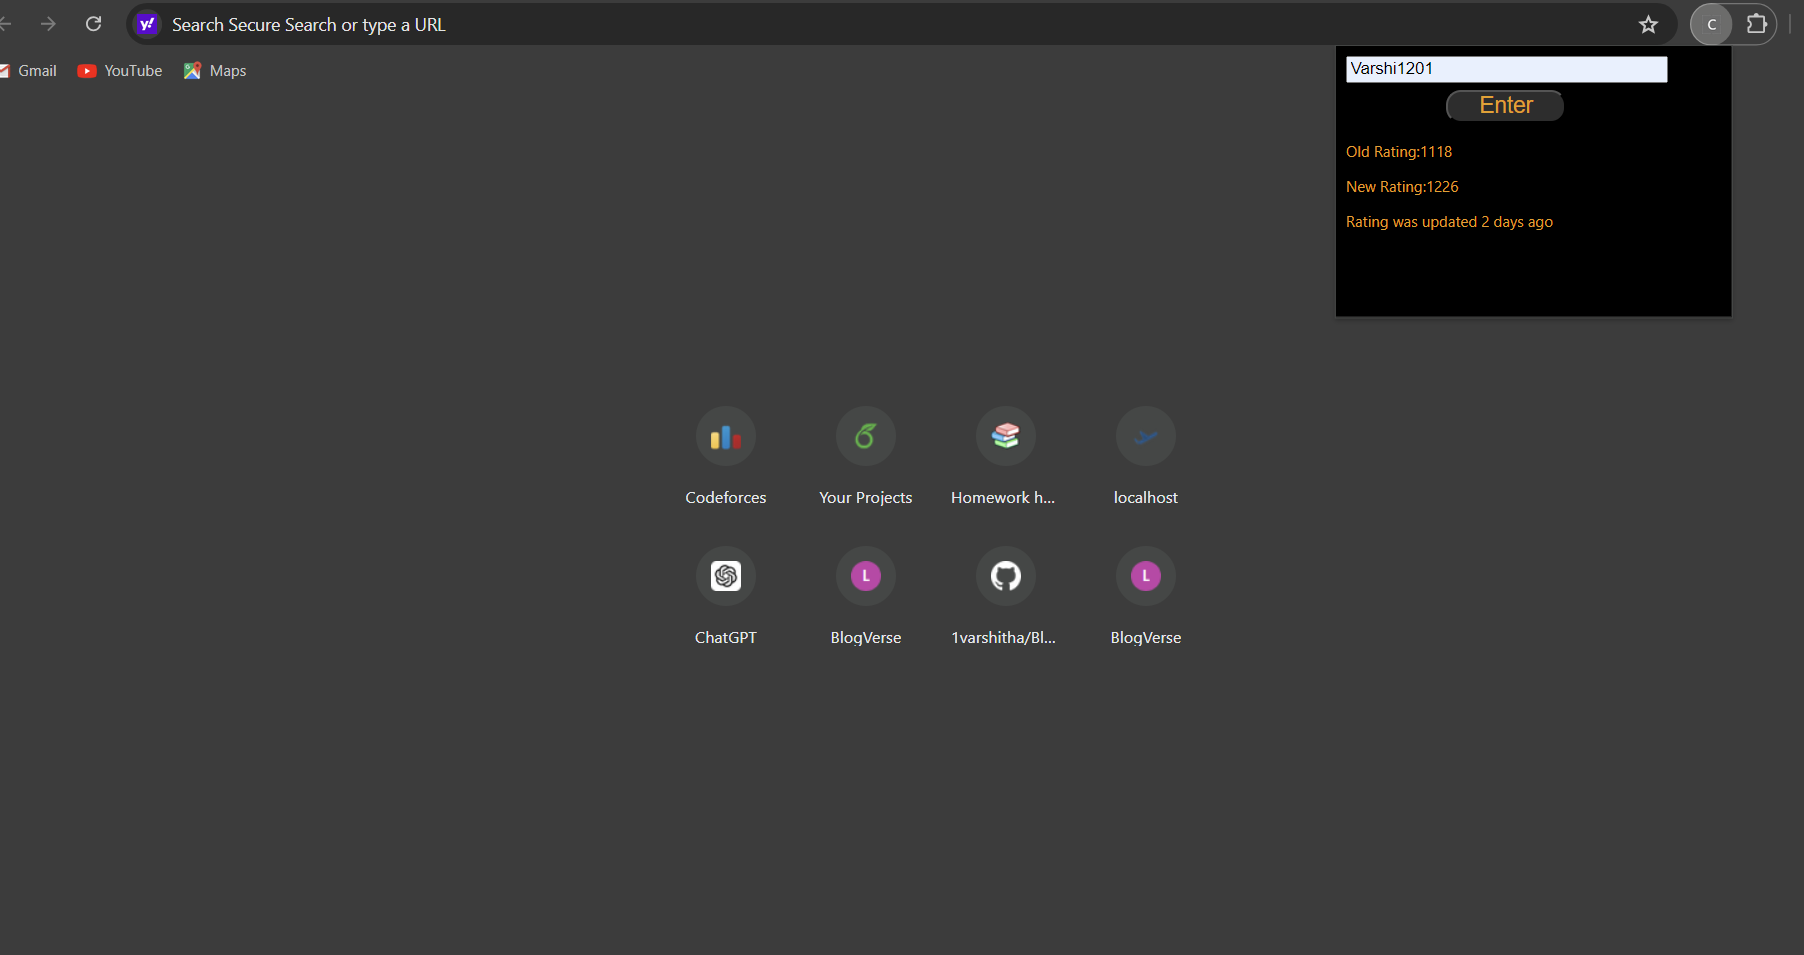 y!
Search Secure Search or type a URL
C
Gmail
YouTube
Maps
Varshi1201
Enter
Old Rating:1118
New Rating:1226
Rating was updated 2 days ago
Codeforces
Your Projects
Homework h...
localhost
L
L
ChatGPT
BlogVerse
1varshitha/Bl...
BlogVerse